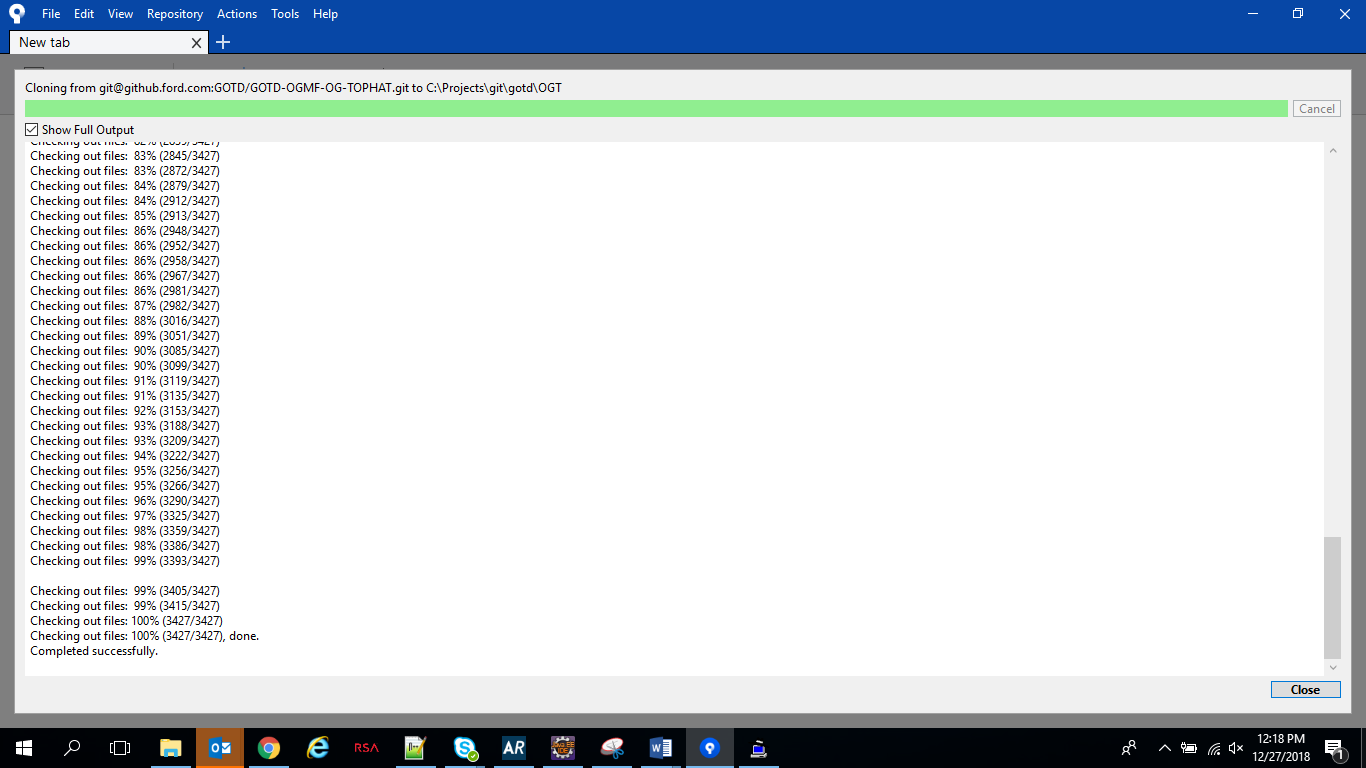 File Edit View Repository Actions Tools Help
New tab
Cloning from git@github.ford.com:GOTD/GOTD-OGMF-OG-TOPHAT.git to C:\Projects\git\gotd\OGT
Cancel
Show Full Output
Checking out files: 82% (2839/3427)
Checking out files: 83% (2845/3427)
Checking out files: 83% (2872/3427)
Checking out files: 84% (2879/3427)
Checking out files: 84% (2912/3427)
Checking out files: 85% (2913/3427)
Checking out files: 86% (2948/3427)
Checking out files: 86% (2952/3427)
Checking out files: 86% (2958/3427)
Checking out files: 86% (2967/3427)
Checking out files: 86% (2981/3427)
Checking out files: 87% (2982/3427)
Checking out files: 88% (3016/3427)
Checking out files: 89% (3051/3427)
Checking out files: 90% (3085/3427)
Checking out files: 90% (3099/3427)
Checking out files: 91% (3119/3427)
Checking out files: 91% (3135/3427)
Checking out files: 92% (3153/3427)
Checking out files: 93% (3188/3427)
Checking out files: 93% (3209/3427)
Checking out files: 94% (3222/3427)
Checking out files: 95% (3256/3427)
Checking out files: 95% (3266/3427)
Checking out files: 96% (3290/3427)
Checking out files: 97% (3325/3427)
Checking out files: 98% (3359/3427)
Checking out files: 98% (3386/3427)
Checking out files: 99% (3393/3427)
Checking out files: 99% (3405/3427)
Checking out files: 99% (3415/3427)
Checking out files: 100% (3427/3427)
Checking out files: 100% (3427/3427), done.
Completed successfully.
Close
RSA
AR
12:18 PM
12/27/2018
1